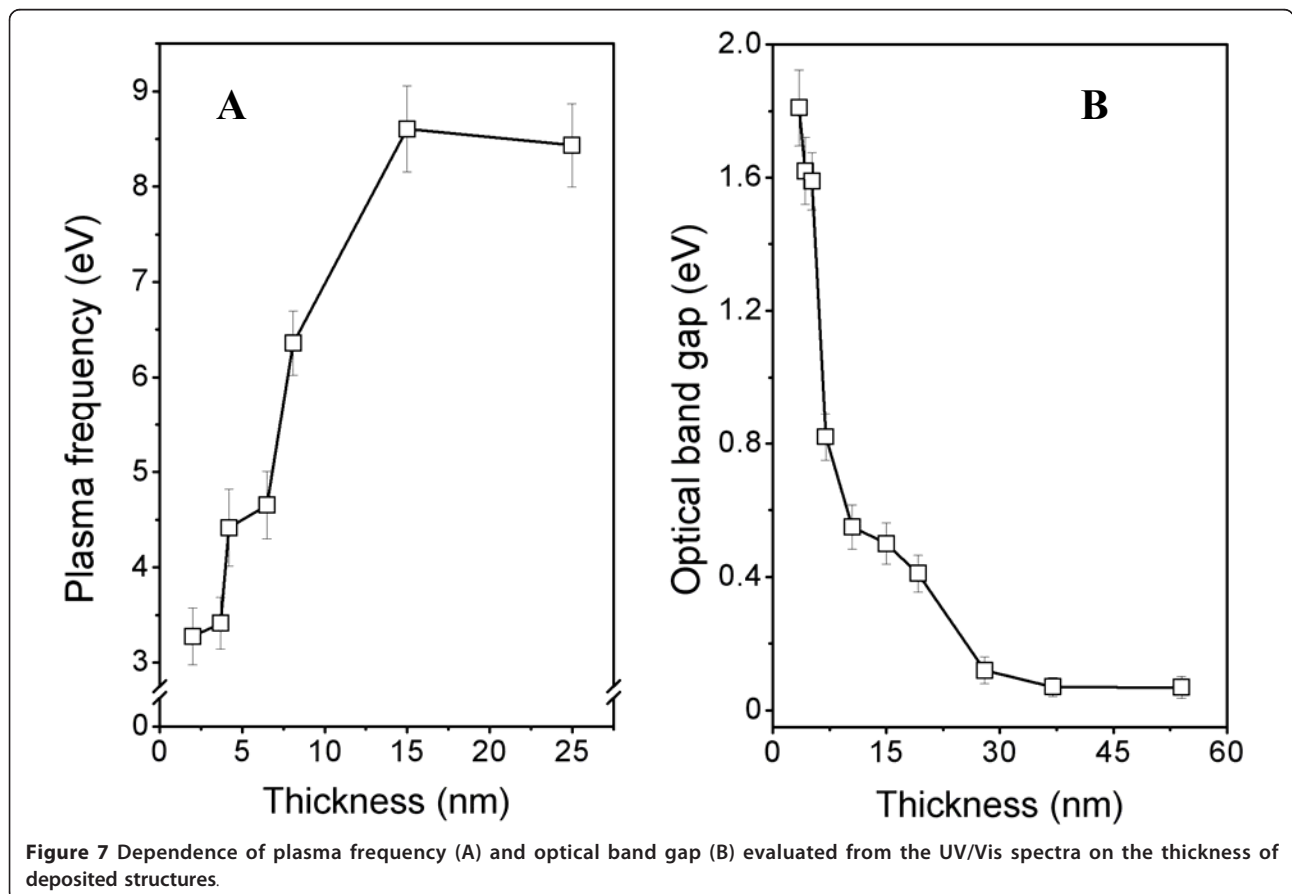 A
Plasma frequency (eV)
9
8
7
6
5
4
3
0
0 5 10 15 20 25
Thickness (nm)
B
Optical band gap (eV)
2.0
1.6
1.2
0.8
0.4
0
0 15 30 45 60
Thickness (nm)
Figure 7 Dependence of plasma frequency (A) and optical band gap (B) evaluated from the UV/Vis spectra on the thickness of
deposited structures.